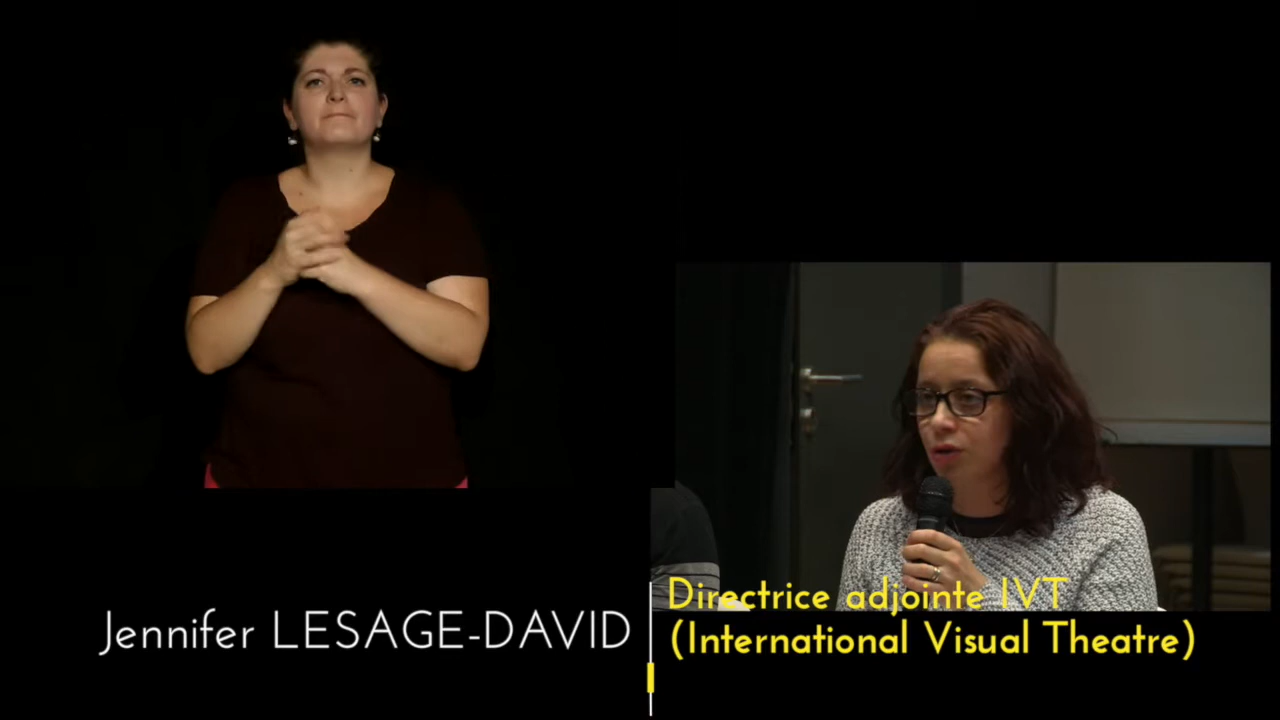 Jennifer LESAGE-DAVID
Directrice adjointe IVT
(International Visual Theatre)